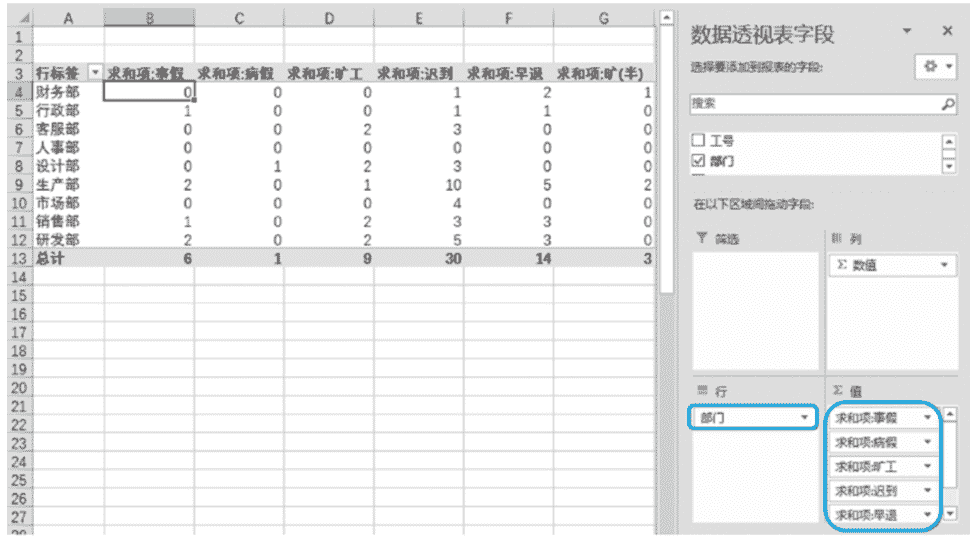 A B C D E F G
1
2
3 行标签 求和项:事假 求和项:病假 求和项:旷工 求和项:迟到 求和项:早退 求和项:旷(半)
4 财务部 0 0 0 1 2 1
5 行政部 1 0 0 1 1 0
6 客服部 0 0 2 3 0 0
7 人事部 0 0 0 0 0 0
8 设计部 0 1 2 3 0 0
9 生产部 2 0 1 10 5 2
10 市场部 0 0 0 4 0 0
11 销售部 1 0 2 3 3 0
12 研发部 2 0 2 5 3 0
13 总计 6 1 9 30 14 3
14
15
16
17
18
19
20
21
22
23
24
25
26
27
28
数据透视表字段
选择要添加到报表的字段:
搜索
工号
部门
在以下区域间拖动字段:
筛选
列
Σ 数值
行
部门
Σ 值
求和项:事假
求和项:病假
求和项:旷工
求和项:迟到
求和项:早退